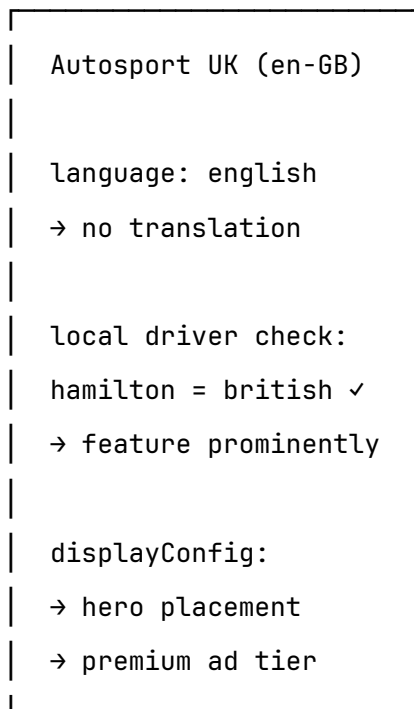 Autosport UK (en-GB)
language: english
→ no translation
local driver check:
hamilton = british ✓
→ feature prominently
displayConfig:
→ hero placement
→ premium ad tier